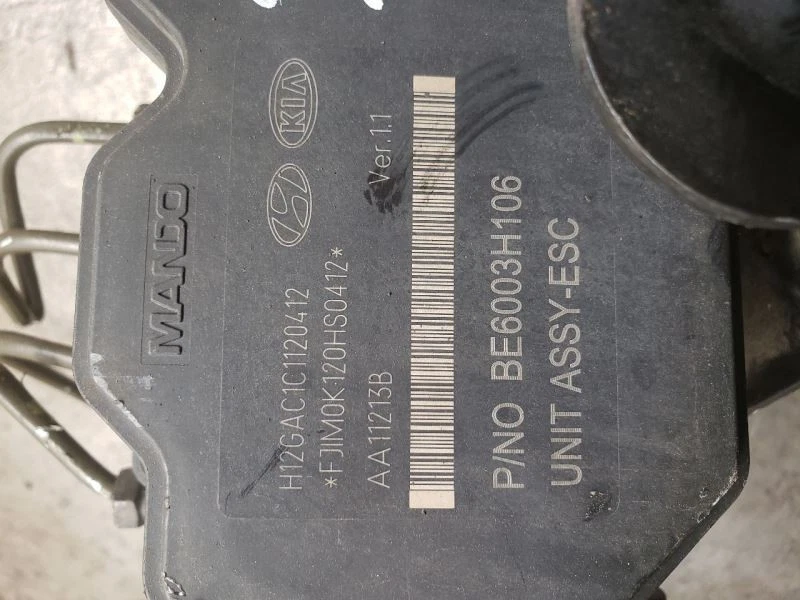 MANDO
KIA
H12GAC1C1120412
*FJIM0K120HS0412*
AA11213B Ver.1.1
P/NO BE6003H106
UNIT ASSY-ESC